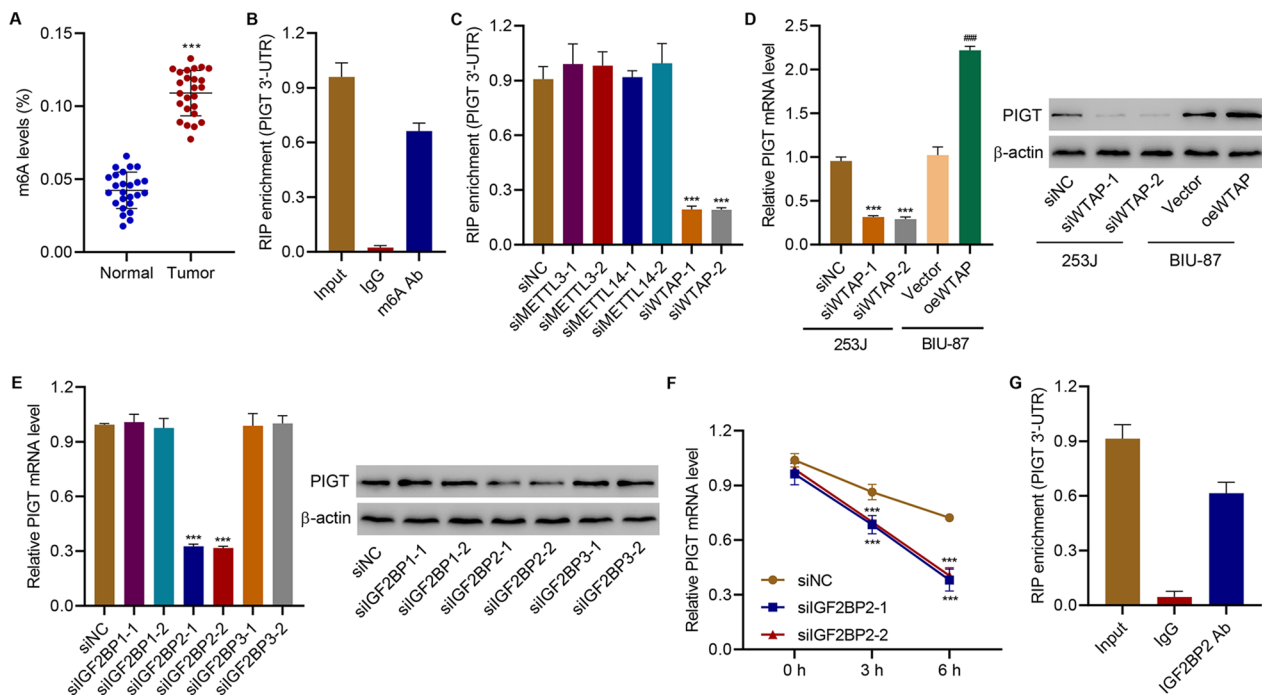 A
m6A levels (%)
0.15
0.10
0.05
0.00
***
Normal
Tumor
B
RIP enrichment (PIGT 3'-UTR)
1.2
0.9
0.6
0.3
0.0
Input
IgG
m6A Ab
C
RIP enrichment (PIGT 3'-UTR)
1.2
0.9
0.6
0.3
0.0
*** ***
siNC
siMETTL3-1
siMETTL3-2
siMETTL14-1
siMETTL14-2
siWTAP-1
siWTAP-2
D
Relative PIGT mRNA level
2.5
2.0
1.5
1.0
0.5
0.0
*** ***
###
siNC
siWTAP-1
siWTAP-2
Vector
oeWTAP
253J
BIU-87
PIGT
β-actin
siNC
siWTAP-1
siWTAP-2
Vector
oeWTAP
253J
BIU-87
E
Relative PIGT mRNA level
1.2
0.9
0.6
0.3
0.0
*** ***
siNC
siIGF2BP1-1
siIGF2BP1-2
siIGF2BP2-1
siIGF2BP2-2
siIGF2BP3-1
siIGF2BP3-2
PIGT
β-actin
siNC
siIGF2BP1-1
siIGF2BP1-2
siIGF2BP2-1
siIGF2BP2-2
siIGF2BP3-1
siIGF2BP3-2
F
Relative PIGT mRNA level
1.2
0.9
0.6
0.3
0.0
***
***
***
***
siNC
siIGF2BP2-1
siIGF2BP2-2
0 h
3 h
6 h
G
RIP enrichment (PIGT 3'-UTR)
1.2
0.9
0.6
0.3
0.0
Input
IgG
IGF2BP2 Ab